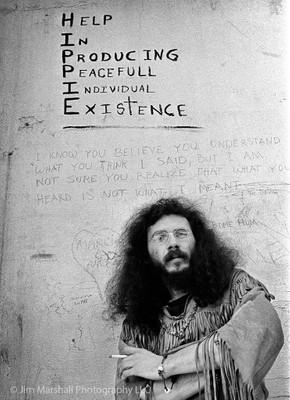 HELP
IN
PRODUCING
PEACEFULL
INDIVIDUAL
EXISTENCE
I KNOW YOU BELIEVE YOU UNDERSTAND
WHAT YOU THINK I SAID, BUT I AM
NOT SURE YOU REALIZE THAT WHAT YOU
HEARD IS NOT WHAT I MEANT
© Jim Marshall Photography LLC